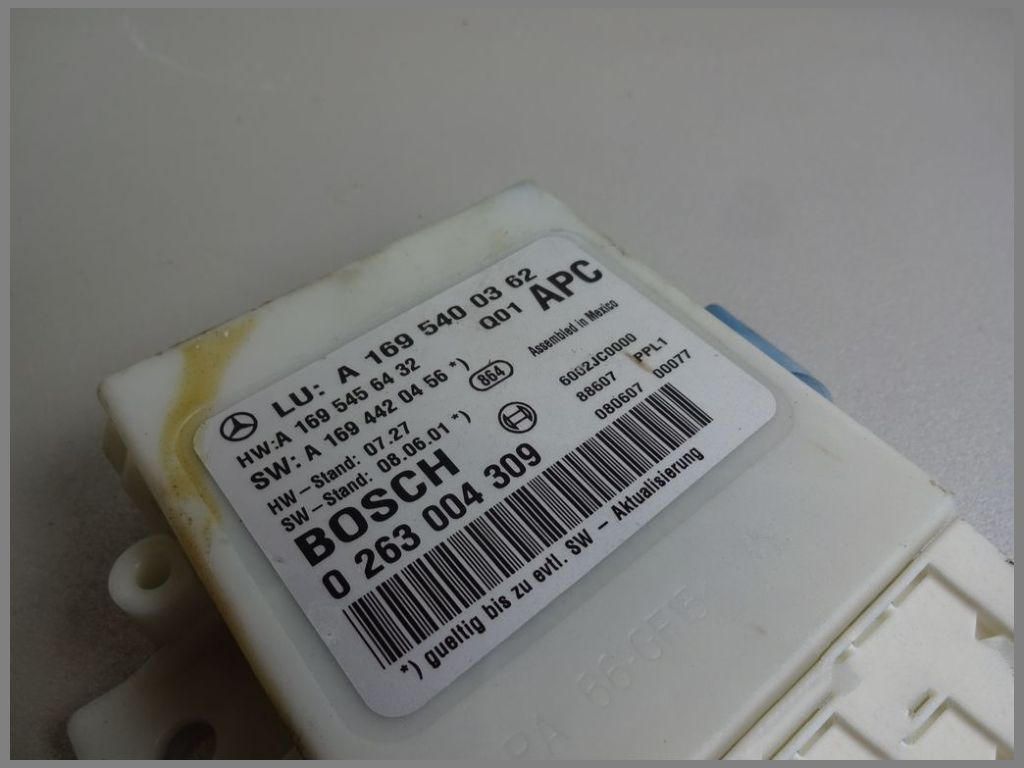 LU: A 169 540 03 62
Q01 APC
HW:A 169 545 64 32
SW: A 169 442 04 56 *)
864
Assembled in Mexico
HW-Stand: 07.27
SW-Stand: 08.06.01 *)
6002JC0000
88607 PPL1
080607 00077
BOSCH
0 263 004 309
*) gueltig bis zu evtl. SW - Aktualisierung
66-GF15